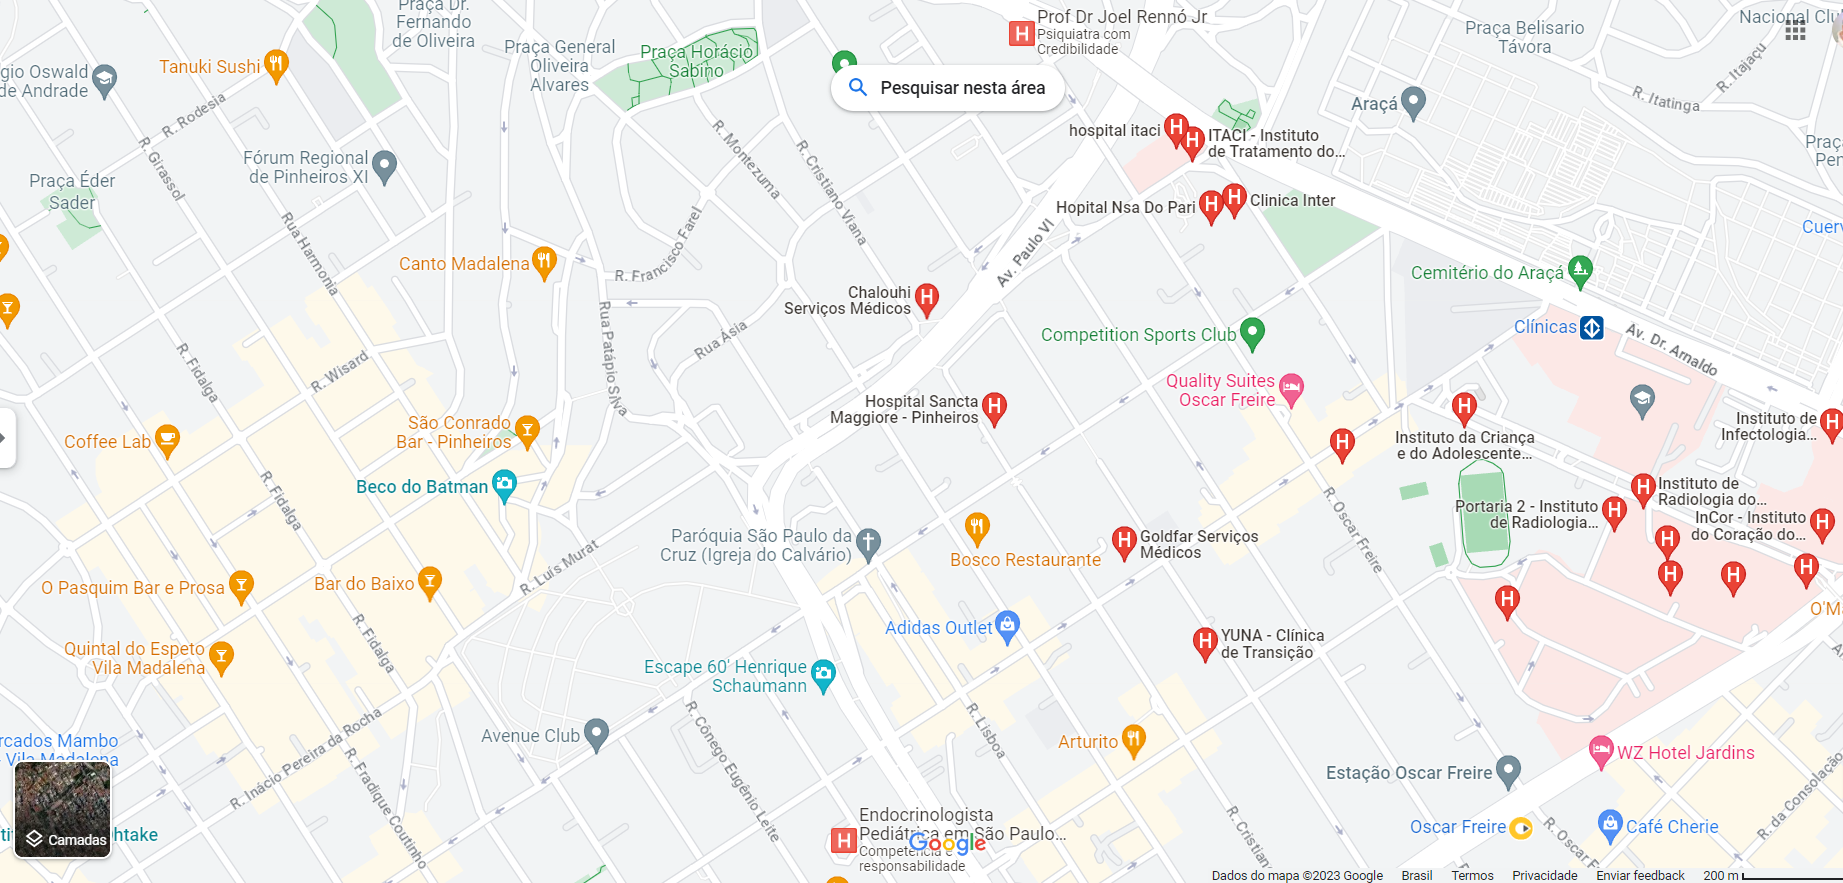 Praça Dr.
Fernando
de Oliveira
Praça General
Oliveira
Alvares
Praça Horácio
Sabino
Prof Dr Joel Rennó Jr
Psiquiatra com
Credibilidade
Praça Belisario
Távora
Nacional Clu
R. Itajaçu
R. Itatinga
Tanuki Sushi
gio Oswald
de Andrade
R. Rodesia
R. Girassol
Pesquisar nesta área
Araçá
hospital itaci
ITACI - Instituto
de Tratamento do...
Praça
Pen
Fórum Regional
de Pinheiros XI
Praça Éder
Sader
R. Montezuma
R. Cristiano Viana
Hopital Nsa Do Pari
Clinica Inter
Cuerv
Rua Harmonia
R. Francisco Farel
Av. Paulo VI
Canto Madalena
Cemitério do Araçá
Chalouhi
Serviços Médicos
Competition Sports Club
Clínicas
Av. Dr. Arnaldo
Rua Patápio Silva
Rua Ásia
R. Fidalga
R. Wisard
Quality Suites
Oscar Freire
Hospital Sancta
Maggiore - Pinheiros
São Conrado
Bar - Pinheiros
Coffee Lab
Instituto da Criança
e do Adolescente...
Instituto de
Infectologia...
Beco do Batman
R. Fidalga
R. Oscar Freire
Instituto de
Radiologia do...
Portaria 2 - Instituto
de Radiologia...
InCor - Instituto
do Coração do...
Paróquia São Paulo da
Cruz (Igreja do Calvário)
Bosco Restaurante
Goldfar Serviços
Médicos
R. Luís Murat
O Pasquim Bar e Prosa
Bar do Baixo
O'Ma
R. Fidalga
Adidas Outlet
YUNA - Clínica
de Transição
Quintal do Espeto
Vila Madalena
Escape 60' Henrique
Schaumann
R. Cônego Eugênio Leite
R. Lisboa
Avenue Club
Arturito
rcados Mambo
- Vila Madalena
R. Inácio Pereira da Rocha
R. Fradique Coutinho
WZ Hotel Jardins
Estação Oscar Freire
Oscar Freire
R. Oscar Freire
Café Cherie
R. da Consolação
R. Cristiano
Camadas
Ohtake
Endocrinologista
Pediátrica em São Paulo...
Competência e
responsabilidade
Google
Dados do mapa ©2023 Google
Brasil
Termos
Privacidade
Enviar feedback
200 m